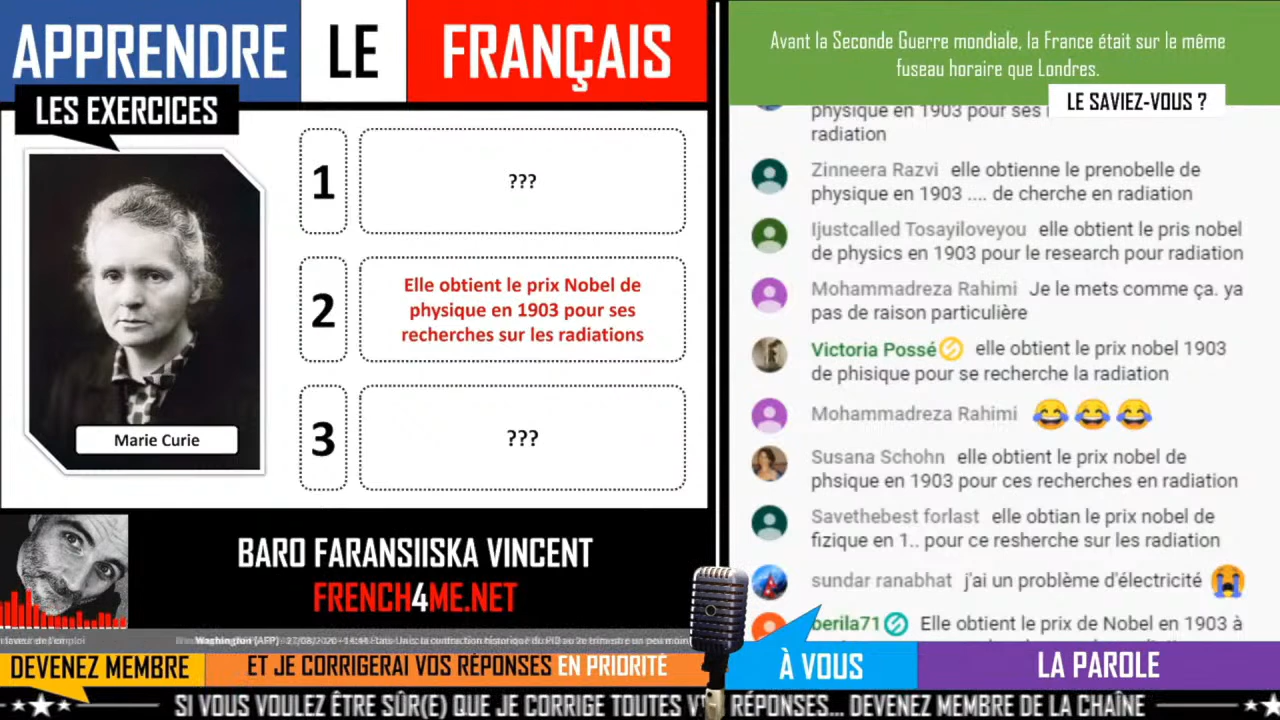 APPRENDRE LE FRANÇAIS
LES EXERCICES
Marie Curie
1
???
2
Elle obtient le prix Nobel de
physique en 1903 pour ses
recherches sur les radiations
3
???
BARO FARANSIISKA VINCENT
FRENCH4ME.NET
Avant la Seconde Guerre mondiale, la France était sur le même
fuseau horaire que Londres.
LE SAVIEZ-VOUS ?
physique en 1903 pour ses
radiation
Zinneera Razvi elle obtienne le prenobelle de
physique en 1903 .... de cherche en radiation
Ijustcalled Tosayiloveyou elle obtient le pris nobel
de physics en 1903 pour le research pour radiation
Mohammadreza Rahimi Je le mets comme ça. ya
pas de raison particulière
Victoria Possé elle obtient le prix nobel 1903
de phisique pour se recherche la radiation
Mohammadreza Rahimi 😂😂😂
Susana Schohn elle obtient le prix nobel de
phsique en 1903 pour ces recherches en radiation
Savethebest forlast elle obtian le prix nobel de
fizique en 1.. pour ce resherche sur les radiation
sundar ranabhat j'ai un problème d'électricité 😭
berila71 Elle obtient le prix de Nobel en 1903 à
Washington (AFP)
DEVENEZ MEMBRE
ET JE CORRIGERAI VOS RÉPONSES EN PRIORITÉ
À VOUS
LA PAROLE
SI VOUS VOULEZ ÊTRE SÛR(E) QUE JE CORRIGE TOUTES RÉPONSES... DEVENEZ MEMBRE DE LA CHAÎNE